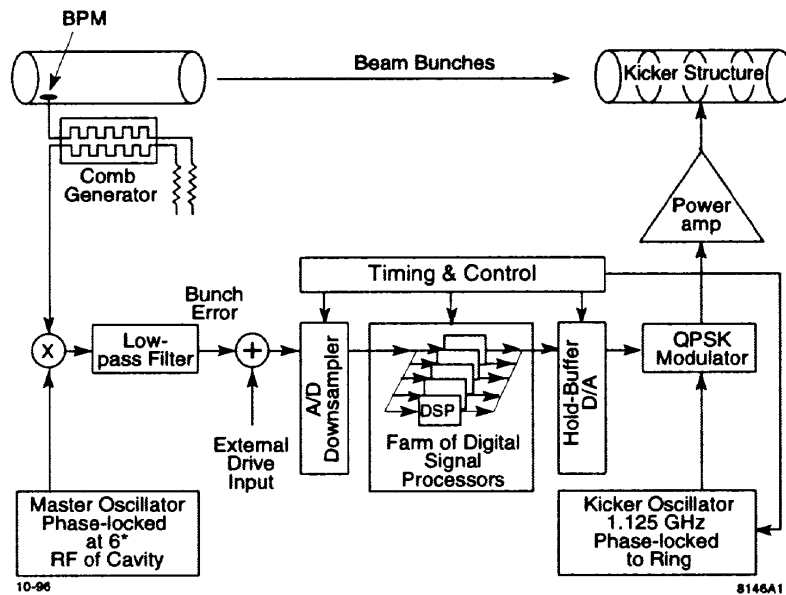 BPM
Beam Bunches
Kicker Structure
Comb
Generator
Power
amp
Timing & Control
Bunch
Error
X
Low-
pass Filter
+
A/D
Downsampler
DSP
Farm of Digital
Signal
Processors
Hold-Buffer
D/A
QPSK
Modulator
External
Drive
Input
Master Oscillator
Phase-locked
at 6*
RF of Cavity
Kicker Oscillator
1.125 GHz
Phase-locked
to Ring
10-96
8146A1